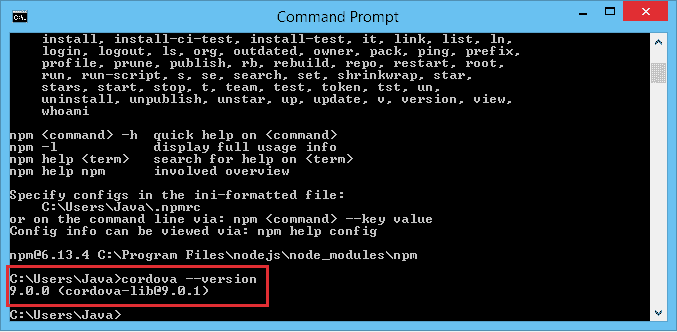 Command Prompt
install, install-ci-test, install-test, it, link, list, ln,
login, logout, ls, org, outdated, owner, pack, ping, prefix,
profile, prune, publish, rb, rebuild, repo, restart, root,
run, run-script, s, se, search, set, shrinkwrap, star,
stars, start, stop, t, team, test, token, tst, un,
uninstall, unpublish, unstar, up, update, v, version, view,
whoami
npm <command> -h  quick help on <command>
npm -l            display full usage info
npm help <term>   search for help on <term>
npm help npm      involved overview
Specify configs in the ini-formatted file:
C:\Users\Java\.npmrc
or on the command line via: npm <command> --key value
Config info can be viewed via: npm help config
npm@6.13.4 C:\Program Files\nodejs\node_modules\npm
C:\Users\Java>cordova --version
9.0.0 (cordova-lib@9.0.1)
C:\Users\Java>